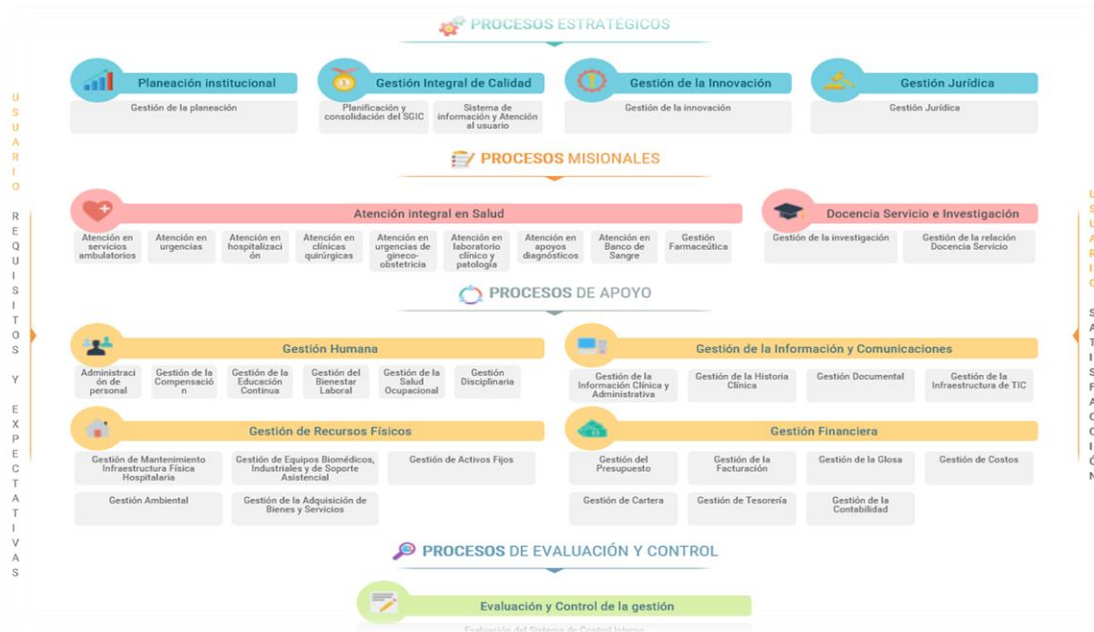 PROCESOS ESTRATÉGICOS
Planeación institucional
Gestión de la planeación
Gestión Integral de Calidad
Planificación y
consolidación del SGIC
Sistema de
información y Atención
al usuario
Gestión de la Innovación
Gestión de la innovación
Gestión Jurídica
Gestión Jurídica
USUARIO REQUISITOS Y EXPECTATIVAS
PROCESOS MISIONALES
Atención integral en Salud
Atención en
servicios
ambulatorios
Atención en
urgencias
Atención en
hospitalizaci
ón
Atención en
clínicas
quirúrgicas
Atención en
urgencias de
gineco-
obstetricia
Atención en
laboratorio
clínico y
patología
Atención en
apoyos
diagnósticos
Atención en
Banco de
Sangre
Gestión
Farmaceútica
Docencia Servicio e Investigación
Gestión de la investigación
Gestión de la relación
Docencia Servicio
USUARIO SATISFACCIÓN
PROCESOS DE APOYO
Gestión Humana
Administraci
ón de
personal
Gestión de la
Compensació
n
Gestión de la
Educación
Continua
Gestión del
Bienestar
Laboral
Gestión de la
Salud
Ocupacional
Gestión
Disciplinaria
Gestión de la Información y Comunicaciones
Gestión de la
Información Clínica y
Administrativa
Gestión de la Historia
Clínica
Gestión Documental
Gestión de la
Infraestructura de TIC
Gestión de Recursos Físicos
Gestión de Mantenimiento
Infraestructura Física
Hospitalaria
Gestión de Equipos Biomédicos,
Industriales y de Soporte
Asistencial
Gestión de Activos Fijos
Gestión Ambiental
Gestión de la Adquisición de
Bienes y Servicios
Gestión Financiera
Gestión del
Presupuesto
Gestión de la
Facturación
Gestión de la Glosa
Gestión de Costos
Gestión de Cartera
Gestión de Tesorería
Gestión de la
Contabilidad
PROCESOS DE EVALUACIÓN Y CONTROL
Evaluación y Control de la gestión
Evaluación del Sistema de Control Interno